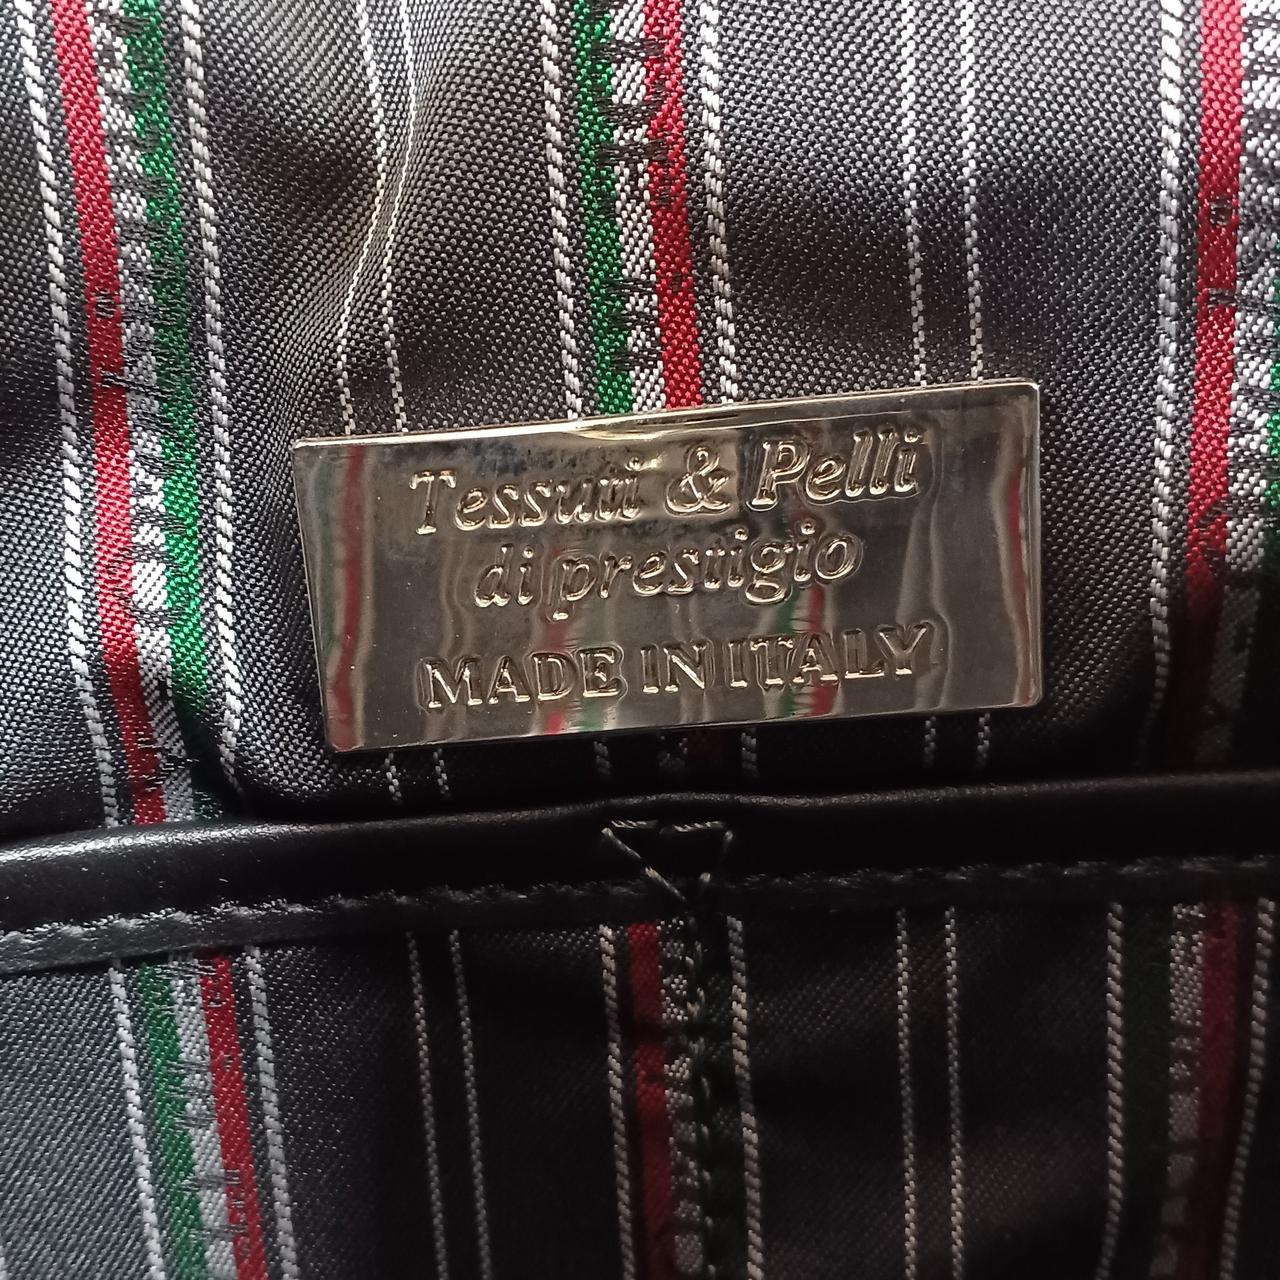 Tessuti & Pelli
di prestigio
MADE IN ITALY